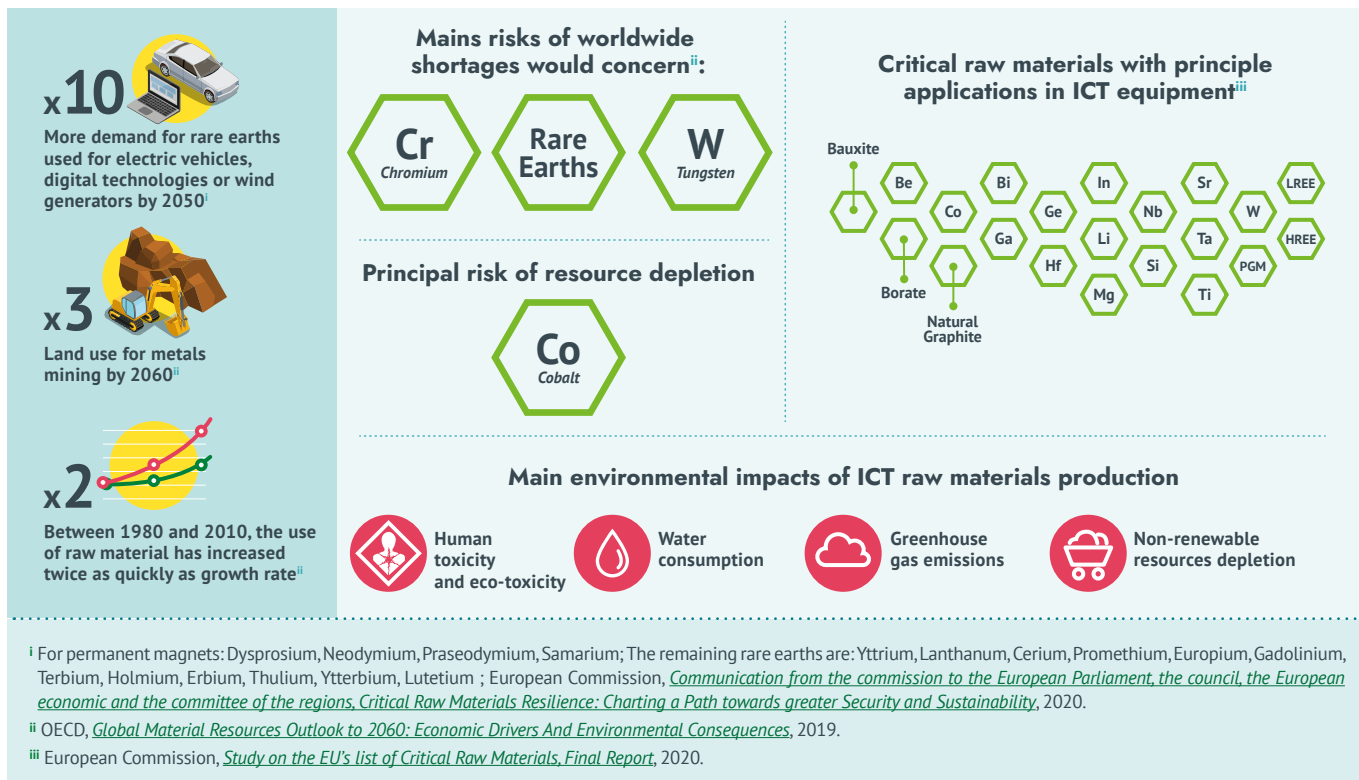 x10
More demand for rare earths
used for electric vehicles,
digital technologies or wind
generators by 2050i
x3
Land use for metals
mining by 2060ii
x2
Between 1980 and 2010, the use
of raw material has increased
twice as quickly as growth rateii
Mains risks of worldwide
shortages would concernii:
Cr
Chromium
Rare
Earths
W
Tungsten
Principal risk of resource depletion
Co
Cobalt
Critical raw materials with principle
applications in ICT equipmentiii
Bauxite
Be
Bi
In
Sr
LREE
Co
Ge
Nb
W
Ga
Li
Ta
HREE
Hf
Si
PGM
Mg
Ti
Borate
Natural
Graphite
Main environmental impacts of ICT raw materials production
Human
toxicity
and eco-toxicity
Water
consumption
Greenhouse
gas emissions
Non-renewable
resources depletion
i For permanent magnets: Dysprosium, Neodymium, Praseodymium, Samarium; The remaining rare earths are: Yttrium, Lanthanum, Cerium, Promethium, Europium, Gadolinium,
Terbium, Holmium, Erbium, Thulium, Ytterbium, Lutetium ; European Commission, Communication from the commission to the European Parliament, the council, the European
economic and the committee of the regions, Critical Raw Materials Resilience: Charting a Path towards greater Security and Sustainability, 2020.
ii OECD, Global Material Resources Outlook to 2060: Economic Drivers And Environmental Consequences, 2019.
iii European Commission, Study on the EU's list of Critical Raw Materials, Final Report, 2020.